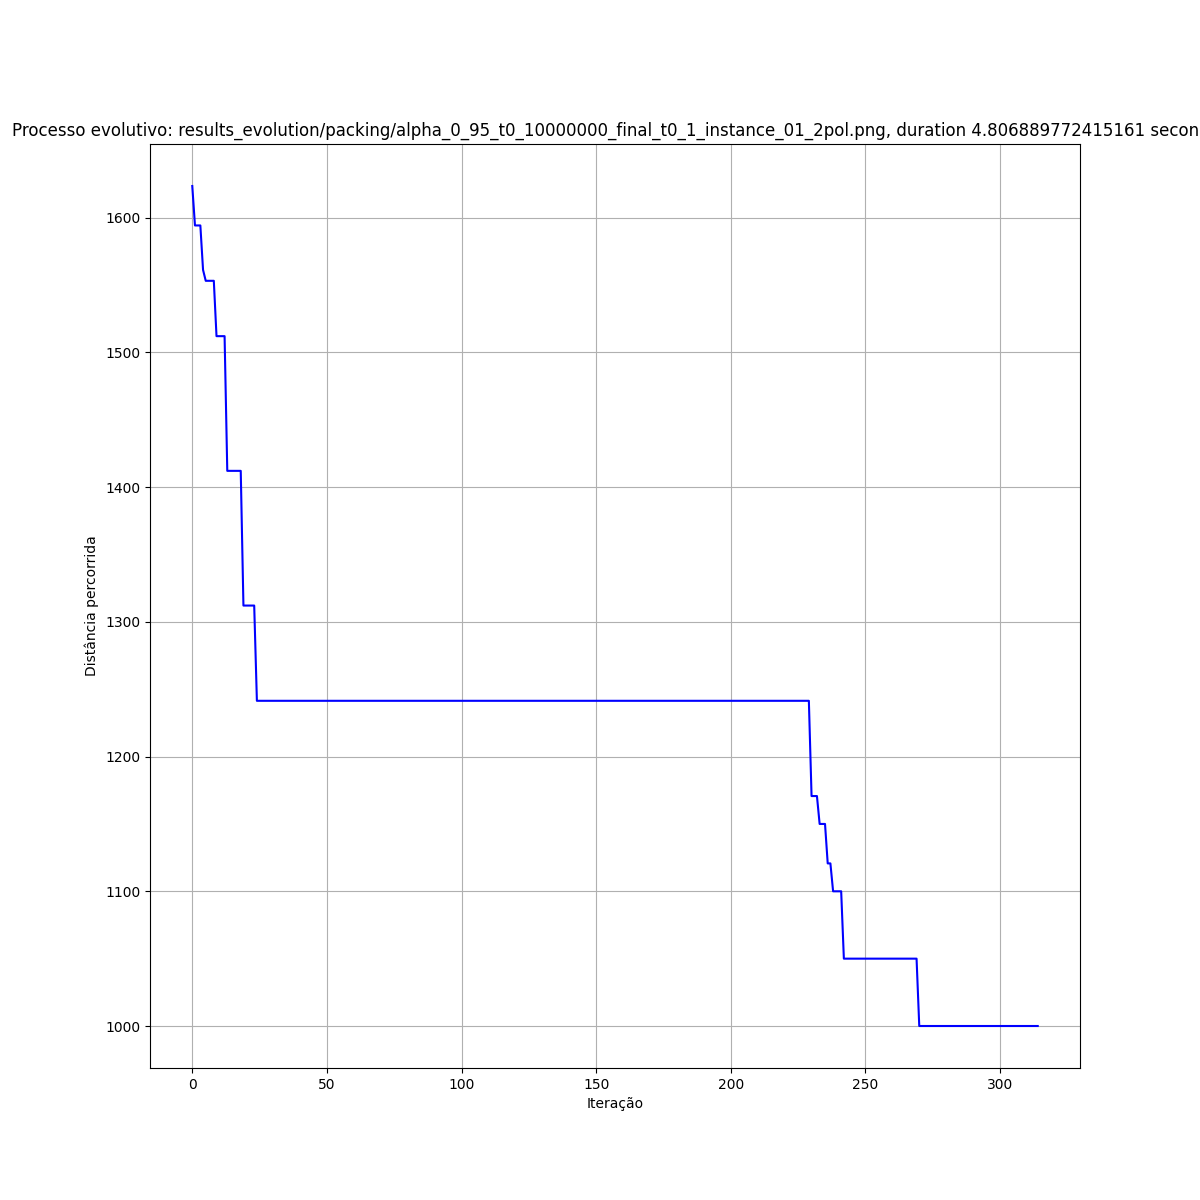 Processo evolutivo: results_evolution/packing/alpha_0_95_t0_10000000_final_t0_1_instance_01_2pol.png, duration 4.806889772415161 secon
1600
1500
1400
1300
1200
1100
1000
Distância percorrida
0 50 100 150 200 250 300
Iteração